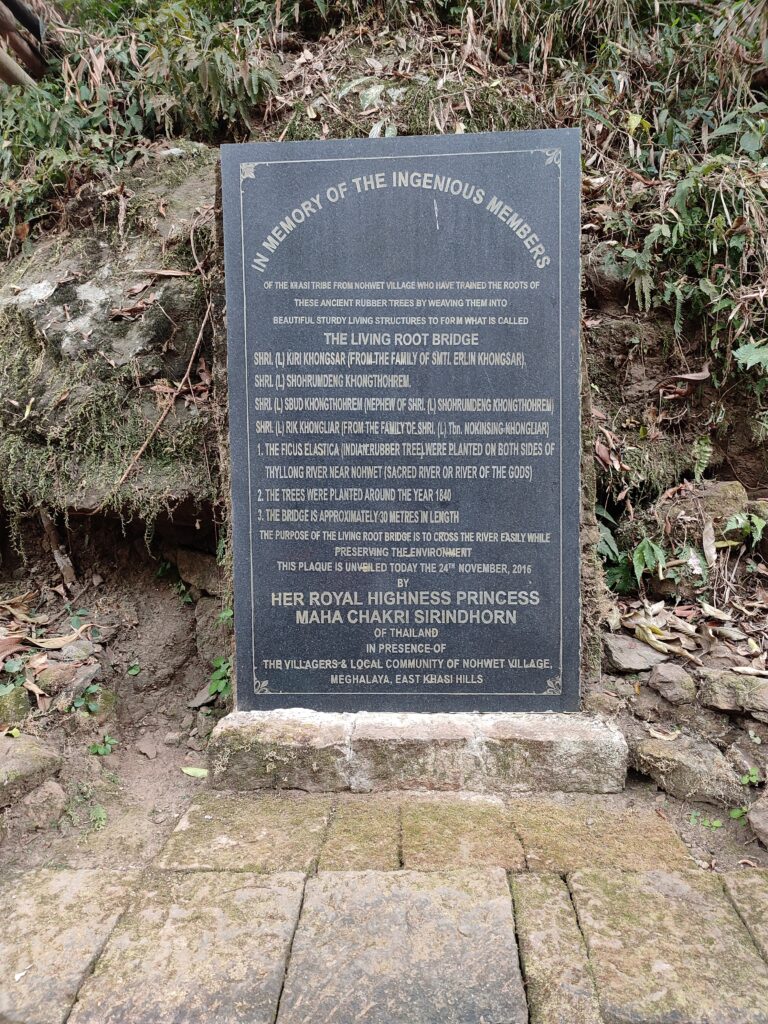 IN MEMORY OF THE INGENIOUS MEMBERS
OF THE KHASI TRIBE FROM NOHWET VILLAGE WHO HAVE TRAINED THE ROOTS OF
THESE ANCIENT RUBBER TREES BY WEAVING THEM INTO
BEAUTIFUL STURDY LIVING STRUCTURES TO FORM WHAT IS CALLED
THE LIVING ROOT BRIDGE
SHRI. (L) KIRI KHONGSAR (FROM THE FAMILY OF SMTI. ERLIN KHONGSAR)
SHRI. (L) SHOHRUMDENG KHONGTHOHREM.
SHRI. (L) SBUD KHONGTHOHREM (NEPHEW OF SHRI. (L) SHOHRUMDENG KHONGTHOHREM)
SHRI. (L) RIK KHONGLIAR (FROM THE FAMILY OF SHRI. (L) Tbn. NOKINSING NHONGLIAR)
1. THE FICUS ELASTICA (INDIA RUBBER TREE) WERE PLANTED ON BOTH SIDES OF
THYLLONG RIVER NEAR NOHWET (SACRED RIVER OR RIVER OF THE GODS)
2. THE TREES WERE PLANTED AROUND THE YEAR 1840
3. THE BRIDGE IS APPROXIMATELY 30 METRES IN LENGTH
THE PURPOSE OF THE LIVING ROOT BRIDGE IS TO CROSS THE RIVER EASILY WHILE
PRESERVING THE ENVIRONMENT
THIS PLAQUE IS UNVEILED TODAY THE 24TH NOVEMBER, 2016
BY
HER ROYAL HIGHNESS PRINCESS
MAHA CHAKRI SIRINDHORN
OF THAILAND
IN PRESENCE OF
THE VILLAGERS & LOCAL COMMUNITY OF NOHWET VILLAGE,
MEGHALAYA, EAST KHASI HILLS